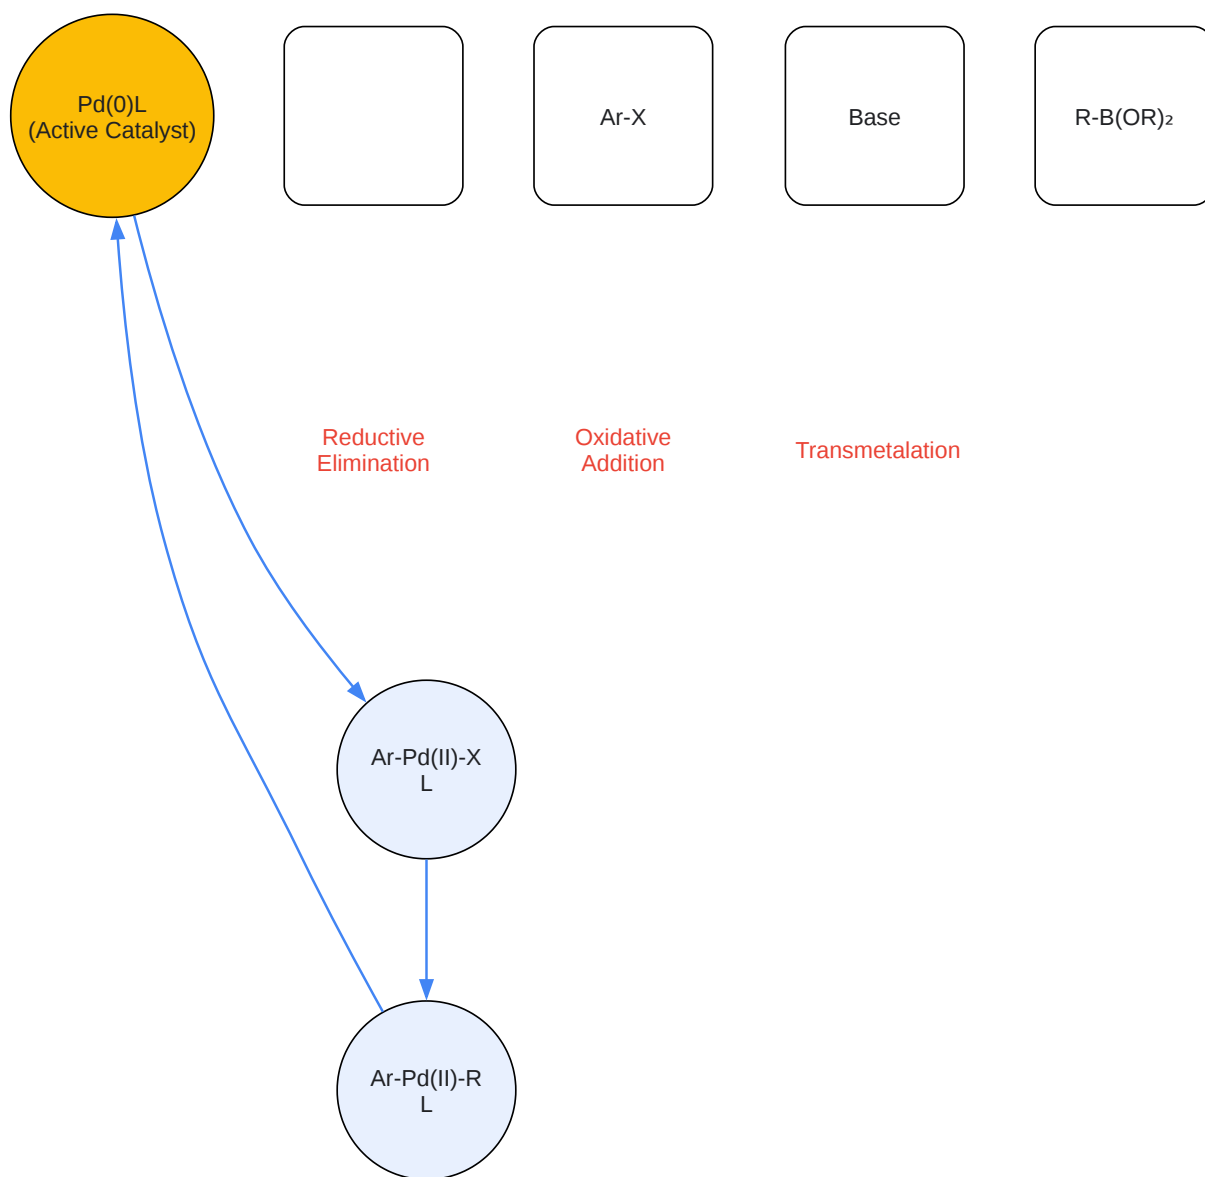 Pd(0)L
(Active Catalyst)
Ar-X
Base
R-B(OR)₂
Reductive
Elimination
Oxidative
Addition
Transmetalation
Ar-Pd(II)-X
L
Ar-Pd(II)-R
L